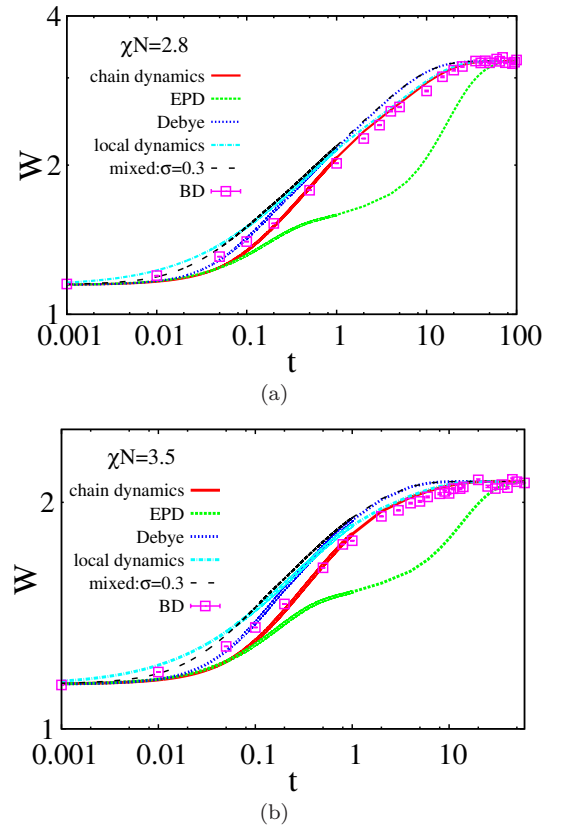 4
2
1
W
χN=2.8
chain dynamics
EPD
Debye
local dynamics
mixed:σ=0.3
BD
0.001 0.01 0.1 1 10 100
t
(a)
2
1
W
χN=3.5
chain dynamics
EPD
Debye
local dynamics
mixed:σ=0.3
BD
0.001 0.01 0.1 1 10
t
(b)